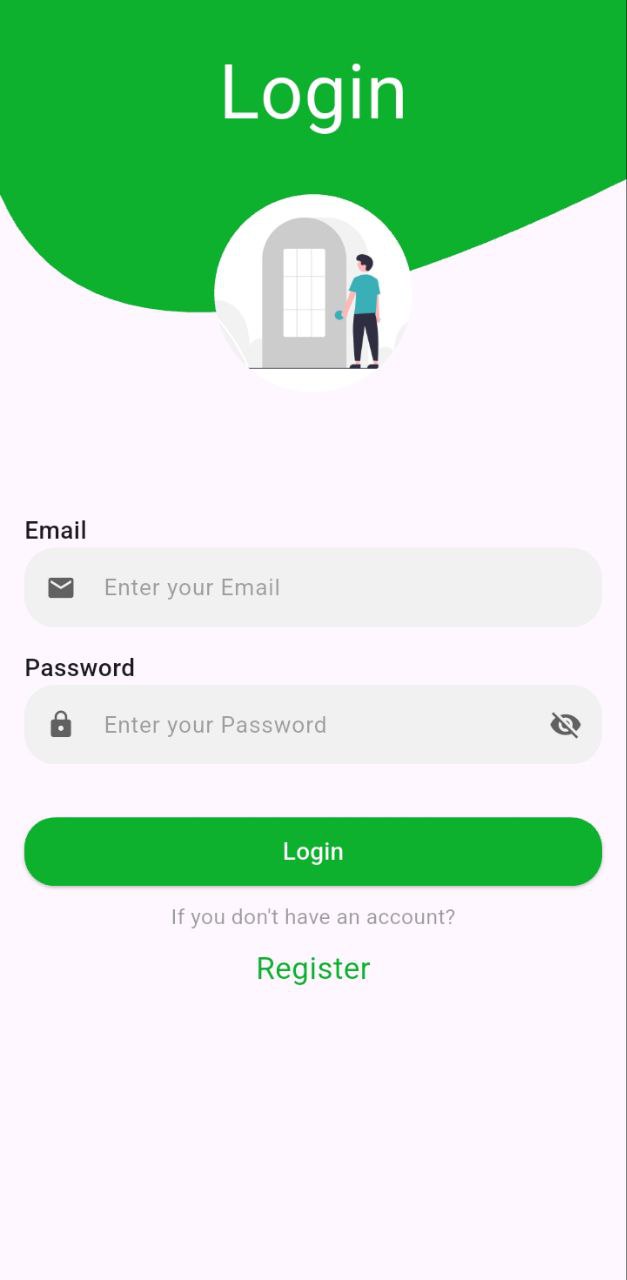 Login
Email
Enter your Email
Password
Enter your Password
Login
If you don't have an account?
Register